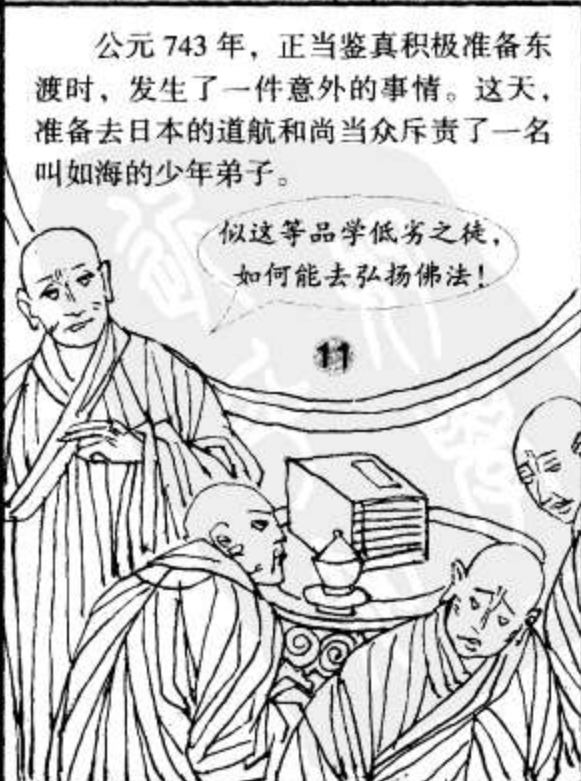 公元 743 年，正当鉴真积极准备东
渡时，发生了一件意外的事情。这天，
准备去日本的道航和尚当众斥责了一名
叫如海的少年弟子。
似这等品学低劣之徒，
如何能去弘扬佛法！
11